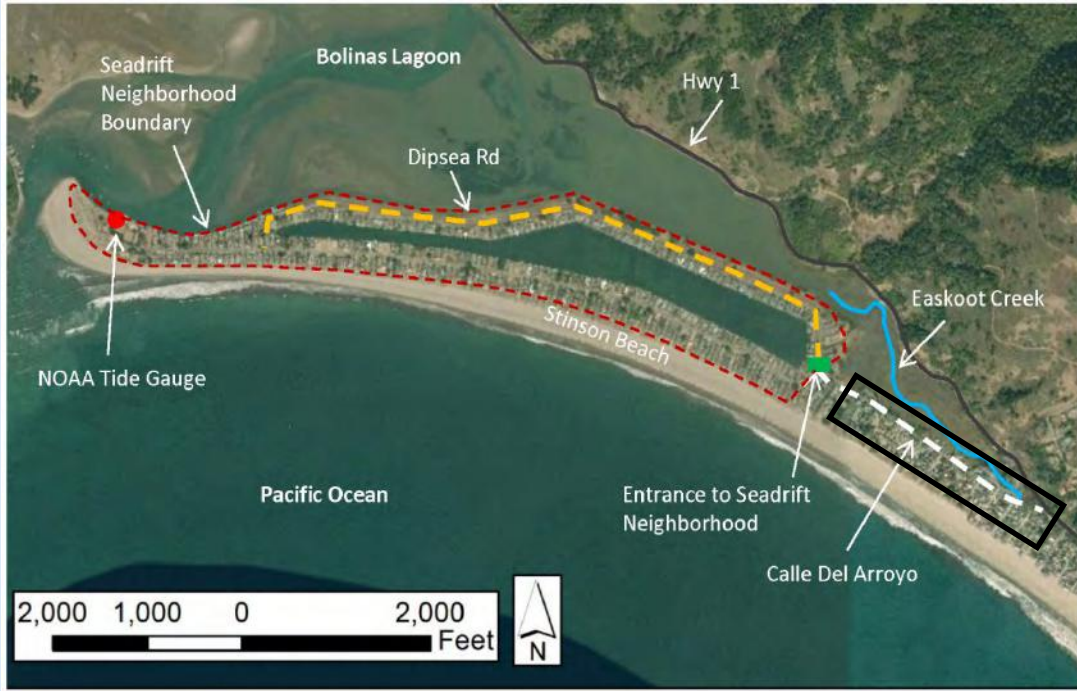 Bolinas Lagoon
Seadrift
Neighborhood
Boundary
Hwy 1
Dipsea Rd
Easkoot Creek
Stinson Beach
NOAA Tide Gauge
Pacific Ocean
Entrance to Seadrift
Neighborhood
Calle Del Arroyo
2,000 1,000 0 2,000
Feet
N